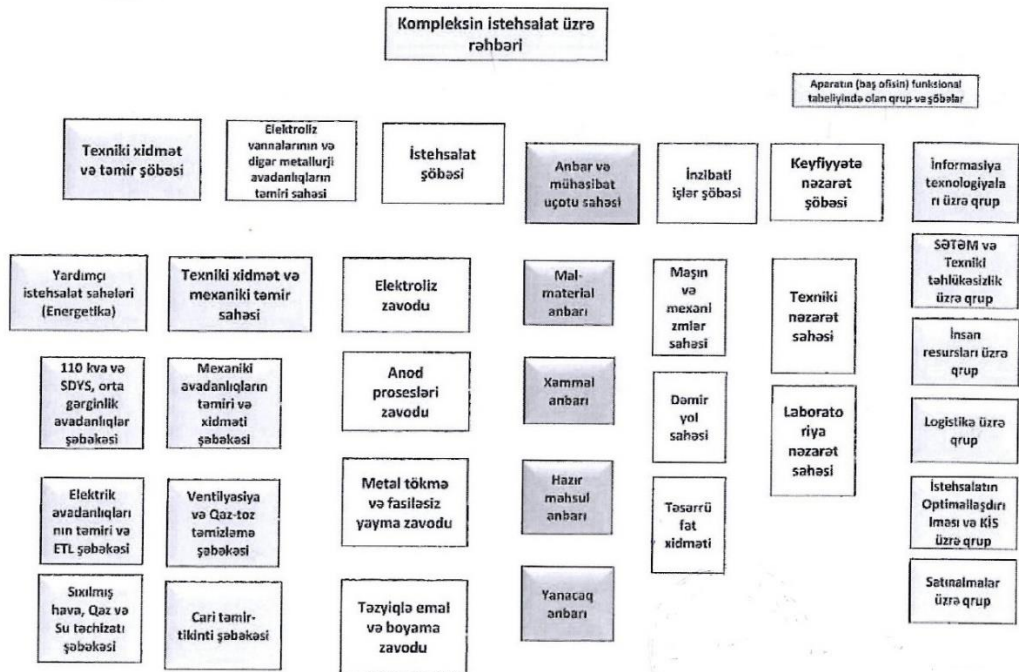 Kompleksin istehsalat üzrə
rəhbəri
Aparatın (baş ofisin) funksional
tabeliyində olan qrup və şöbələr
Texniki xidmət
və təmir şöbəsi
Elektroliz
vannalarının və
digər metallurji
avadanlıqların
təmiri sahəsi
İstehsalat
şöbəsi
Anbar və
mühəsibat
uçotu sahəsi
İnzibati
işlər şöbəsi
Keyfiyyətə
nəzarət
şöbəsi
İnformasiya
texnologiyala
rı üzrə qrup
Yardımçı
istehsalat sahələri
(Energetika)
Texniki xidmət və
mexaniki təmir
sahəsi
Elektroliz
zavodu
Mal-
material
anbarı
Maşın
və
mexani
zmlər
sahəsi
Texniki
nəzarət
sahəsi
SƏTƏM və
Texniki
təhlükəsizlik
üzrə qrup
110 kva və
SDYS, orta
gərginlik
avadanlıqlar
şəbəkəsi
Mexaniki
avadanlıqların
təmiri və
xidməti şəbəkəsi
Anod
prosesləri
zavodu
Xammal
anbarı
Dəmir
yol
sahəsi
Laborato
riya
nəzarət
sahəsi
İnsan
resursları üzrə
qrup
Logistika üzrə
qrup
Elektrik
avadanlıqları
nın təmiri və
ETL şəbəkəsi
Ventilyasiya
və Qaz-toz
təmizləmə
şəbəkəsi
Metal tökmə
və fasiləsiz
yayma zavodu
Hazır
məhsul
anbarı
Təsərrü
fat
xidməti
İstehsalatın
Optimallaşdırı
lması və KİS
üzrə qrup
Sıxılmış
hava, Qaz və
Su təchizatı
şəbəkəsi
Cari təmir-
tikinti şəbəkəsi
Təzyiqlə emal
və boyama
zavodu
Yanacaq
anbarı
Satınalmalar
üzrə qrup